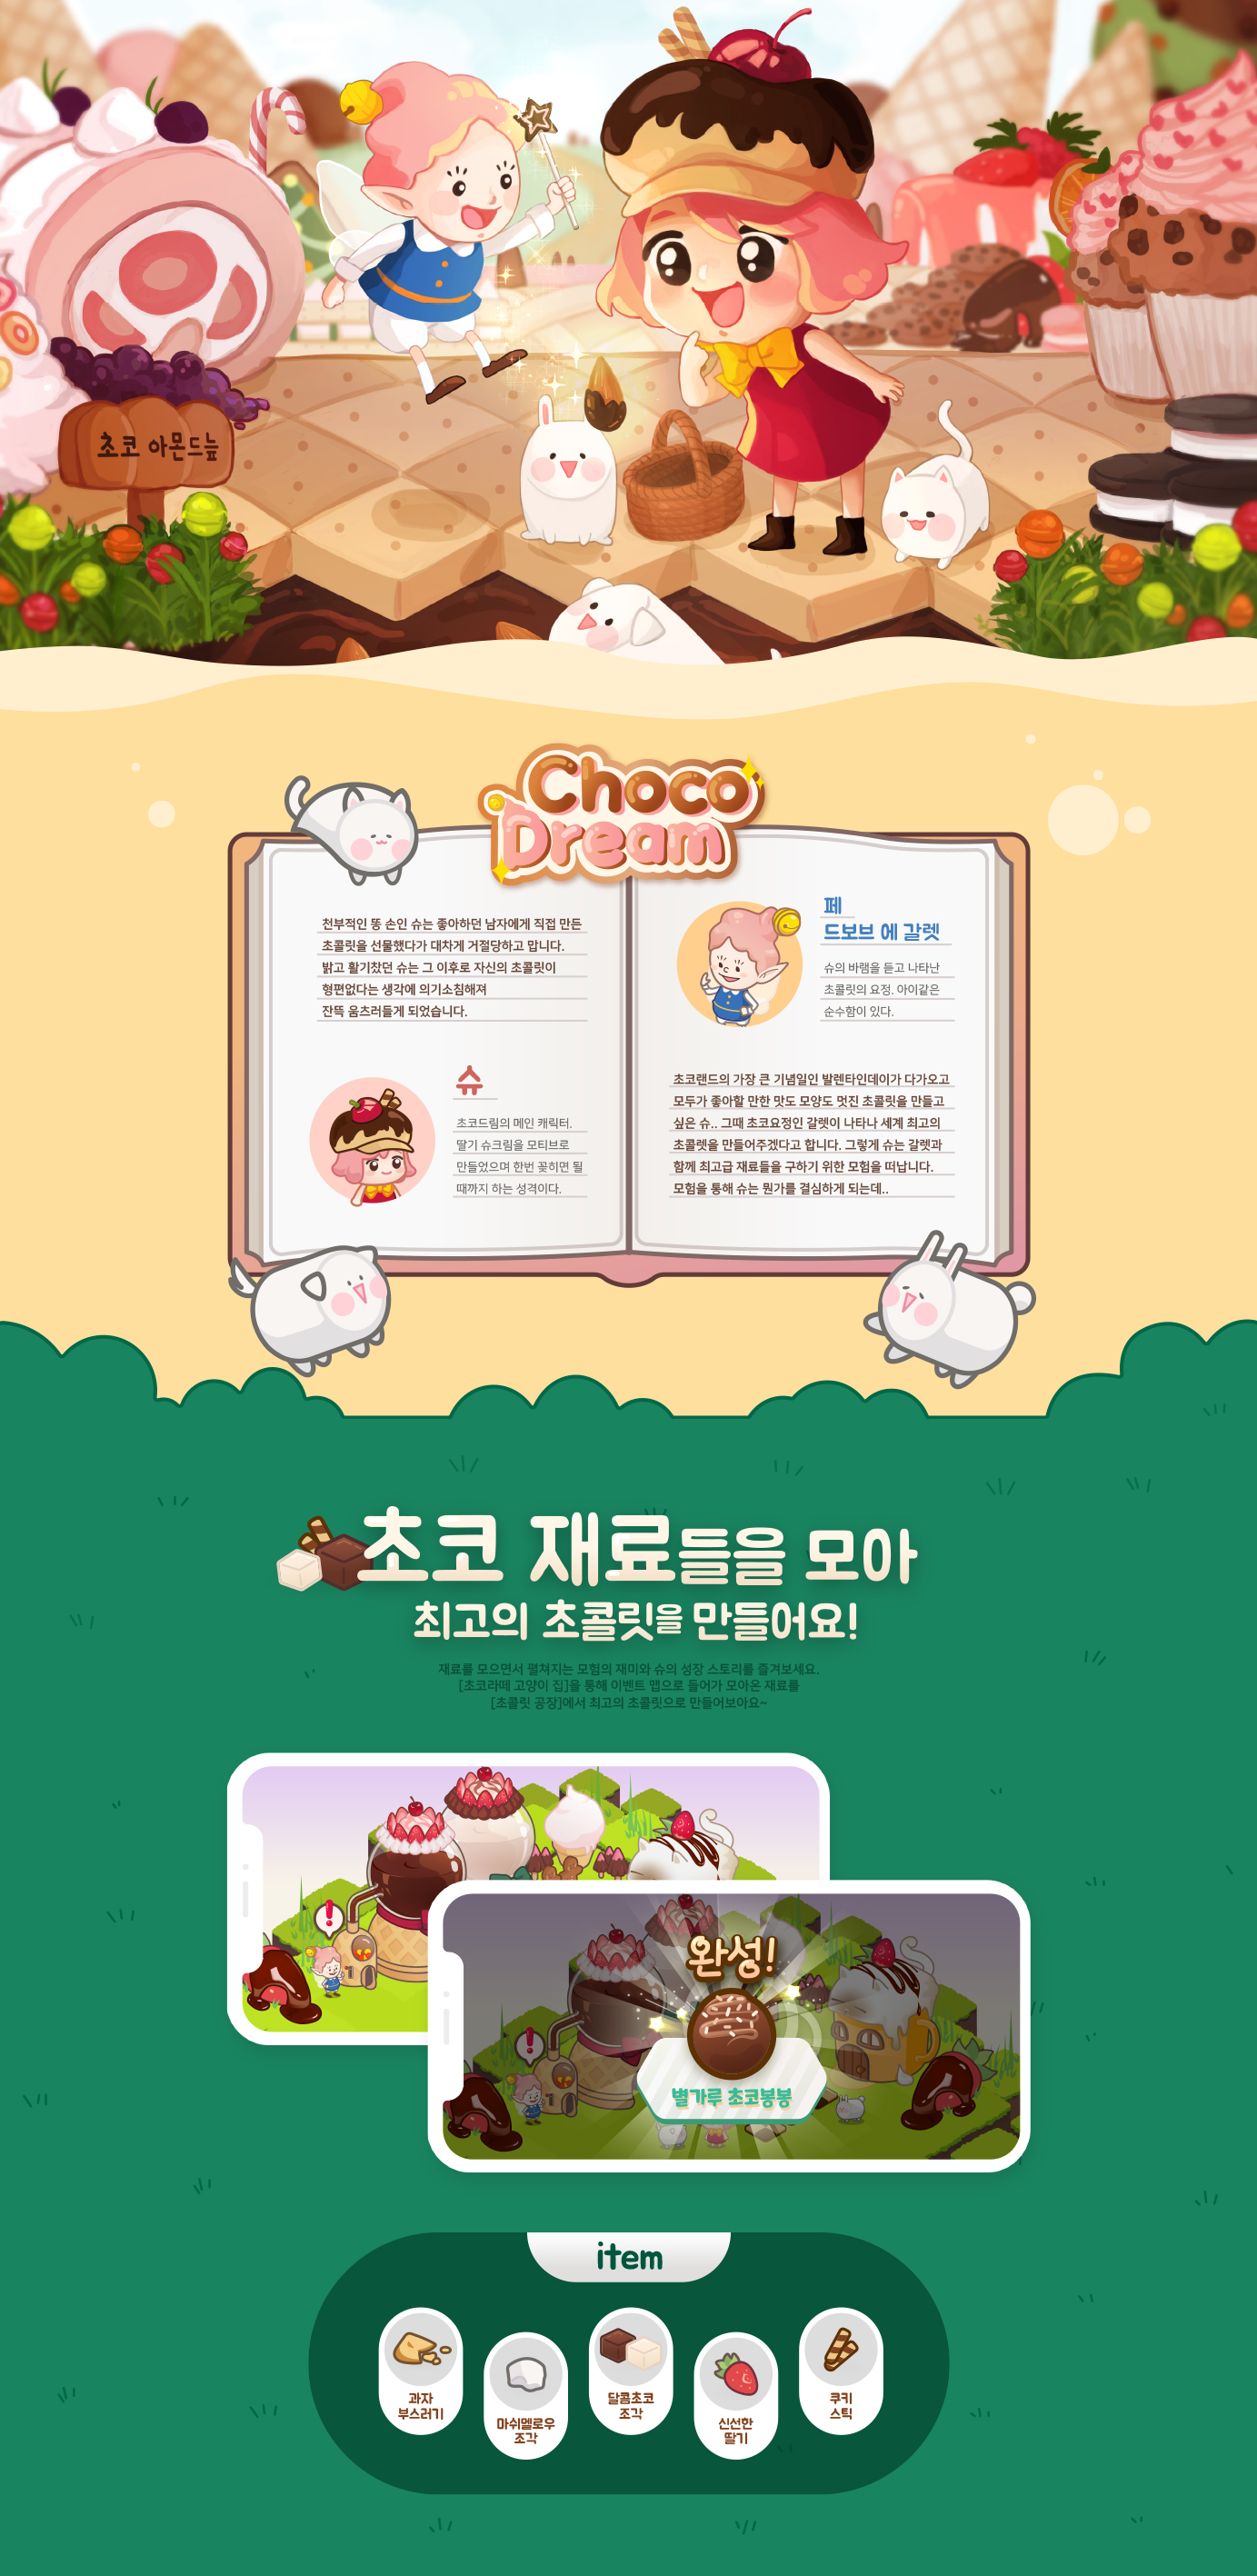 초코 아몬드늪
Choco
Dream
천부적인 똥 손인 슈는 좋아하던 남자에게 직접 만든
초콜릿을 선물했다가 대차게 거절당하고 맙니다.
밝고 활기찼던 슈는 그 이후로 자신의 초콜릿이
형편없다는 생각에 의기소침해져
잔뜩 움츠러들게 되었습니다.
슈
초코드림의 메인 캐릭터.
딸기 슈크림을 모티브로
만들었으며 한번 꽂히면 될
때까지 하는 성격이다.
페
드보브 에 갈렛
슈의 바램을 듣고 나타난
초콜릿의 요정. 아이같은
순수함이 있다.
초코랜드의 가장 큰 기념일인 발렌타인데이가 다가오고
모두가 좋아할 만한 맛도 모양도 멋진 초콜릿을 만들고
싶은 슈.. 그때 초코요정인 갈렛이 나타나 세계 최고의
초콜렛을 만들어주겠다고 합니다. 그렇게 슈는 갈렛과
함께 최고급 재료들을 구하기 위한 모험을 떠납니다.
모험을 통해 슈는 뭔가를 결심하게 되는데..
초코 재료들을 모아
최고의 초콜릿을 만들어요!
재료를 모으면서 펼쳐지는 모험의 재미와 슈의 성장 스토리를 즐겨보세요.
[초코라떼 고양이 집]을 통해 이벤트 맵으로 들어가 모아온 재료를
[초콜릿 공장]에서 최고의 초콜릿으로 만들어보아요~
!
1
완성!
!
1
별가루 초코봉봉
item
과자
부스러기
마쉬멜로우
조각
달콤초코
조각
신선한
딸기
쿠키
스틱